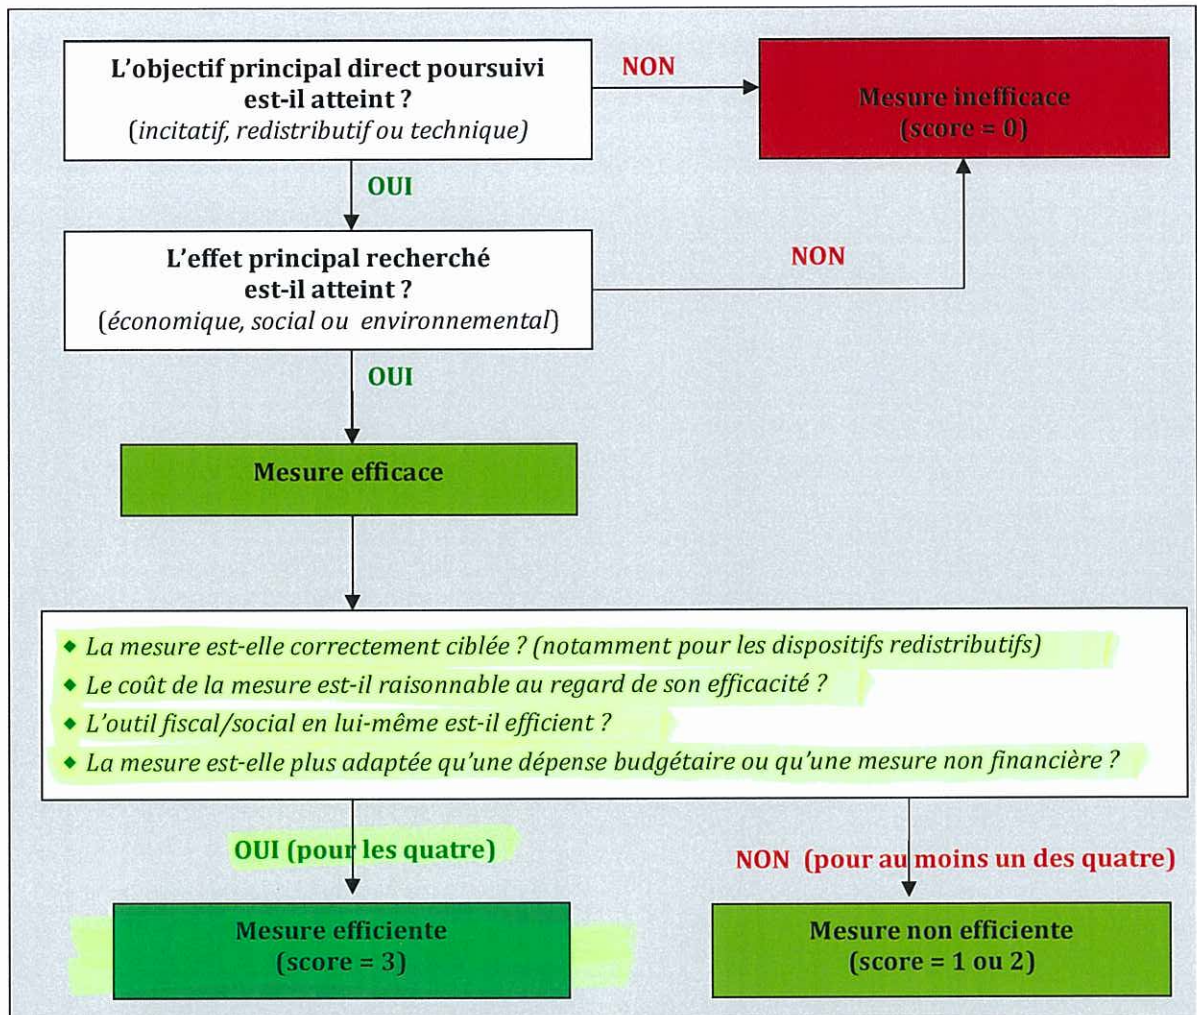 L'objectif principal direct poursuivi
est-il atteint ?
(incitatif, redistributif ou technique)
NON
Mesure inefficace
(score = 0)
OUI
L'effet principal recherché
est-il atteint ?
(économique, social ou environnemental)
NON
OUI
Mesure efficace
◆ La mesure est-elle correctement ciblée ? (notamment pour les dispositifs redistributifs)
◆ Le coût de la mesure est-il raisonnable au regard de son efficacité ?
◆ L'outil fiscal/social en lui-même est-il efficient ?
◆ La mesure est-elle plus adaptée qu'une dépense budgétaire ou qu'une mesure non financière ?
OUI (pour les quatre)
NON (pour au moins un des quatre)
Mesure efficiente
(score = 3)
Mesure non efficiente
(score = 1 ou 2)